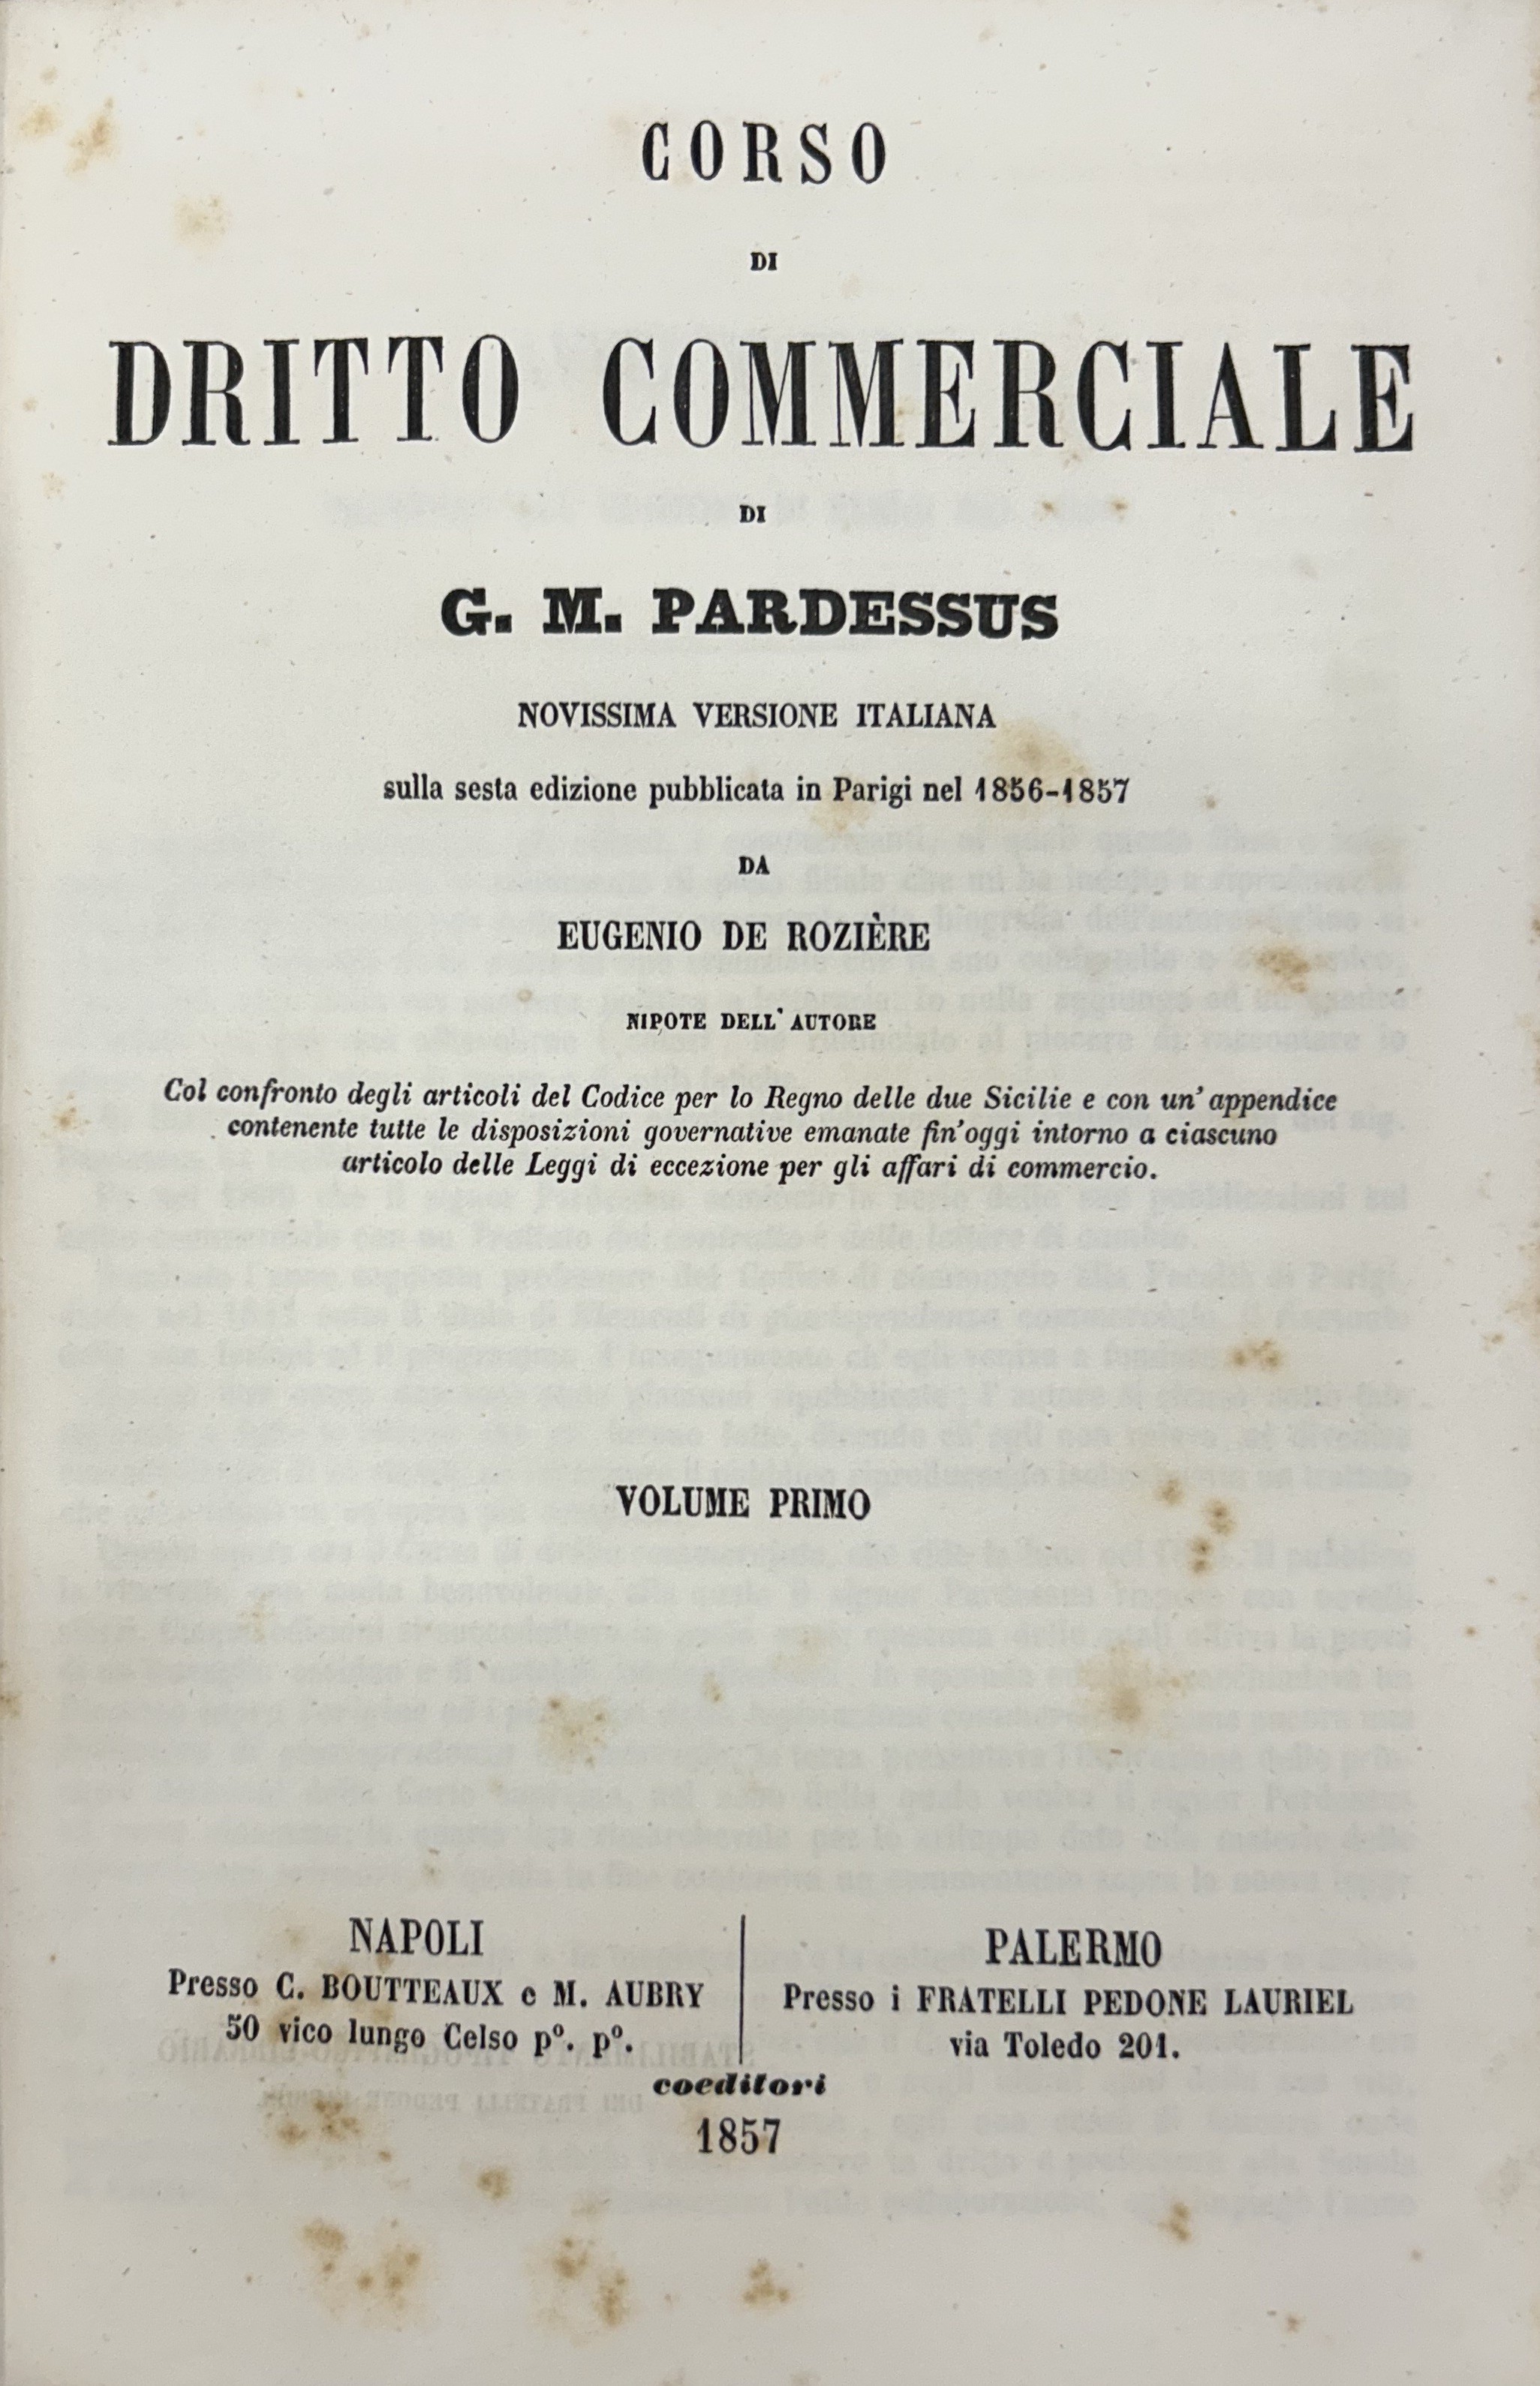 CORSO
DI
DRITTO COMMERCIALE
DI
G. M. PARDESSUS
NOVISSIMA VERSIONE ITALIANA
sulla sesta edizione pubblicata in Parigi nel 1856-1857
DA
EUGENIO DE ROZIÈRE
NIPOTE DELL' AUTORE
Col confronto degli articoli del Codice per lo Regno delle due Sicilie e con un' appendice
contenente tutte le disposizioni governative emanate fin'oggi intorno a ciascuno
articolo delle Leggi di eccezione per gli affari di commercio.
VOLUME PRIMO
NAPOLI
Presso C. BOUTTEAUX e M. AUBRY
50 vico lungo Celso pº. pº.
PALERMO
Presso i FRATELLI PEDONE LAURIEL
via Toledo 201.
coeditori
1857